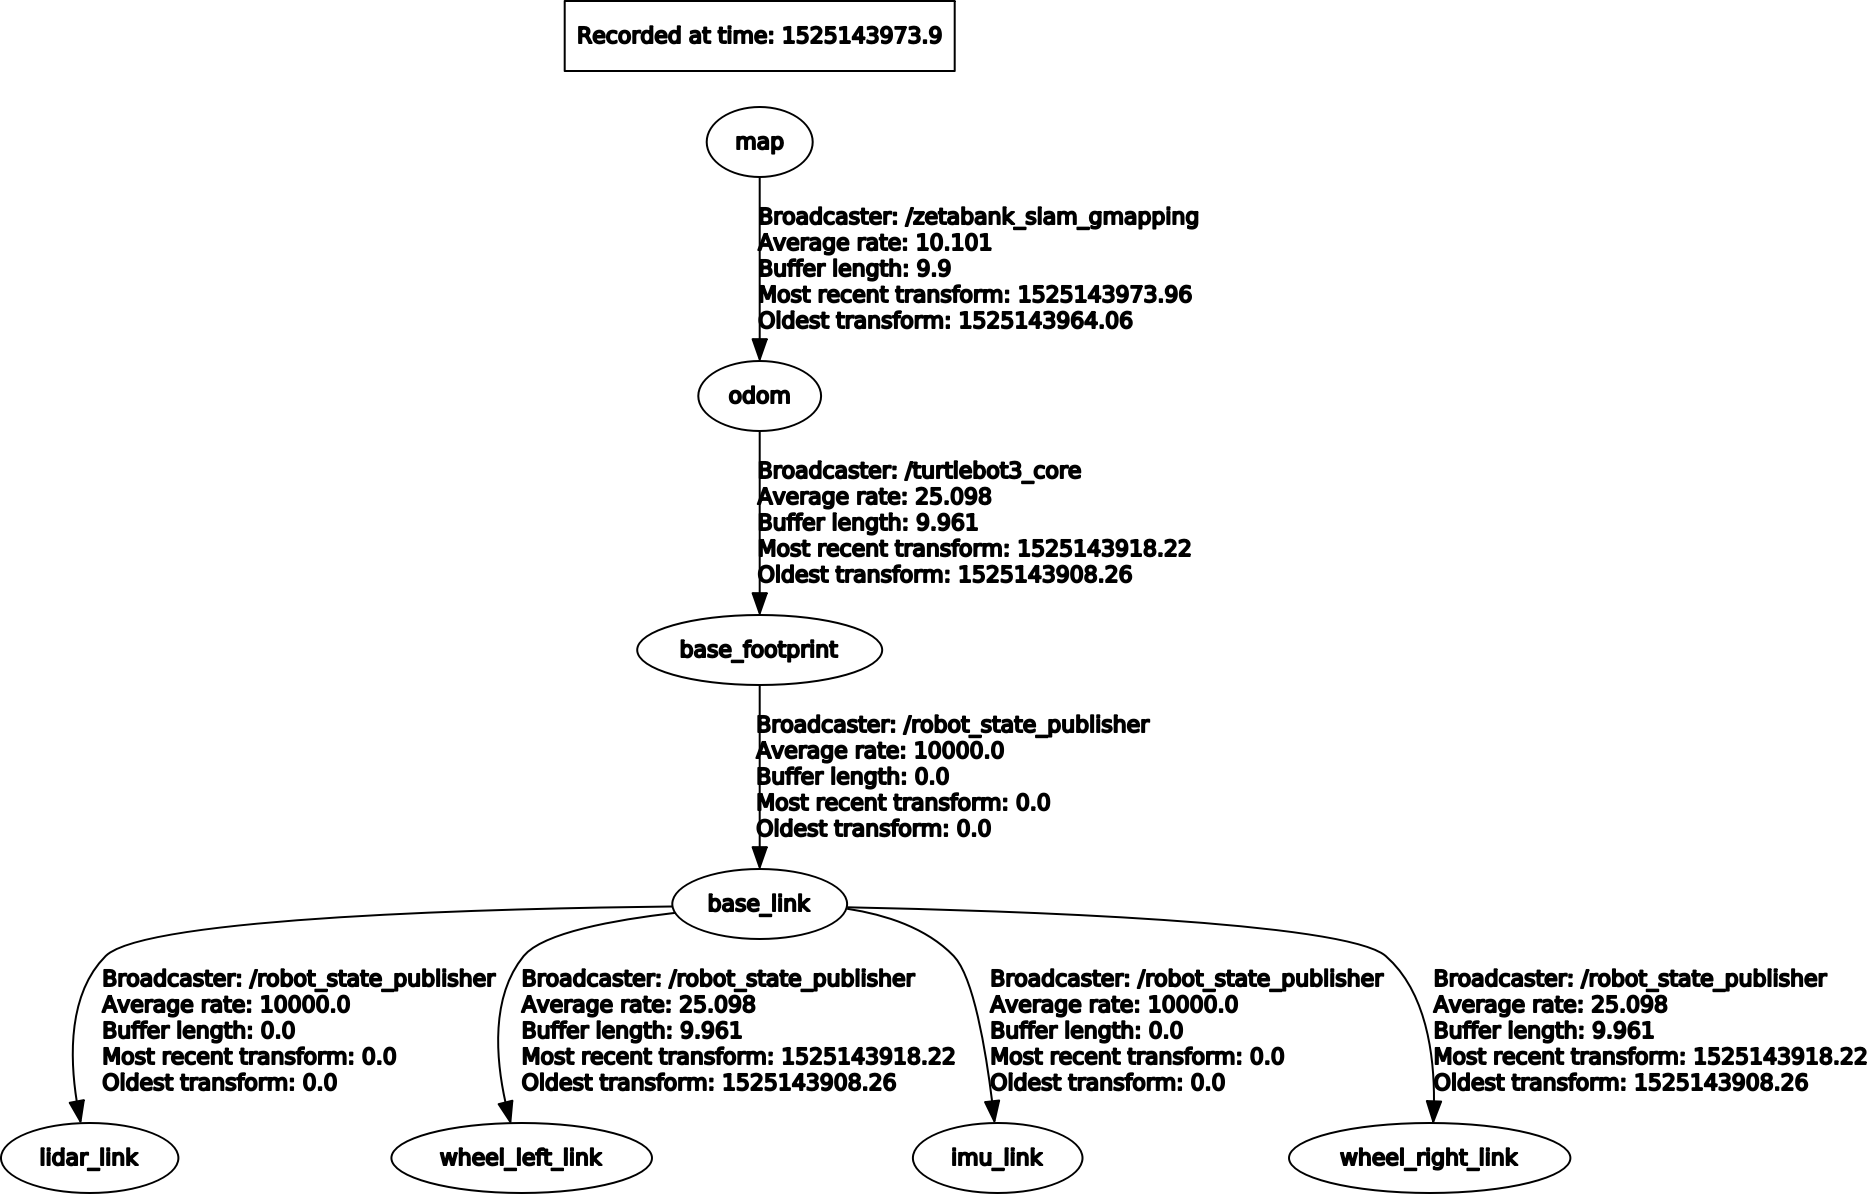 Recorded at time: 1525143973.9
map
Broadcaster: /zetabank_slam_gmapping
Average rate: 10.101
Buffer length: 9.9
Most recent transform: 1525143973.96
Oldest transform: 1525143964.06
odom
Broadcaster: /turtlebot3_core
Average rate: 25.098
Buffer length: 9.961
Most recent transform: 1525143918.22
Oldest transform: 1525143908.26
base_footprint
Broadcaster: /robot_state_publisher
Average rate: 10000.0
Buffer length: 0.0
Most recent transform: 0.0
Oldest transform: 0.0
base_link
Broadcaster: /robot_state_publisher
Average rate: 10000.0
Buffer length: 0.0
Most recent transform: 0.0
Oldest transform: 0.0
Broadcaster: /robot_state_publisher
Average rate: 25.098
Buffer length: 9.961
Most recent transform: 1525143918.22
Oldest transform: 1525143908.26
Broadcaster: /robot_state_publisher
Average rate: 10000.0
Buffer length: 0.0
Most recent transform: 0.0
Oldest transform: 0.0
Broadcaster: /robot_state_publisher
Average rate: 25.098
Buffer length: 9.961
Most recent transform: 1525143918.22
Oldest transform: 1525143908.26
lidar_link
wheel_left_link
imu_link
wheel_right_link